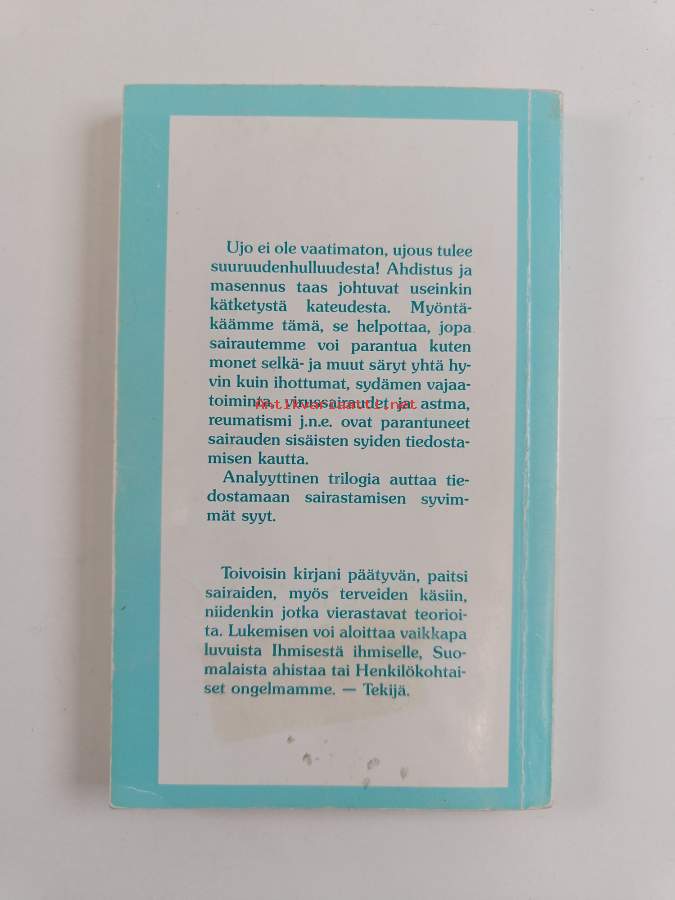 Ujo ei ole vaatimaton, ujous tulee
suuruudenhulluudesta! Ahdistus ja
masennus taas johtuvat useinkin
kätketystä kateudesta. Myöntä-
käämme tämä, se helpottaa, jopa
sairautemme voi parantua kuten
monet selkä- ja muut säryt yhtä hy-
vin kuin ihottumat, sydämen vajaa-
toiminta, virussairaudet ja astma,
Antikvariaatti.net
reumatismi j.n.e. ovat parantuneet
sairauden sisäisten syiden tiedosta-
misen kautta.
Analyyttinen trilogia auttaa tie-
dostamaan sairastamisen syvim-
mät syyt.
Toivoisin kirjani päätyvän, paitsi
sairaiden, myös terveiden käsiin,
niidenkin jotka vierastavat teorioi-
ta. Lukemisen voi aloittaa vaikkapa
luvuista Ihmisestä ihmiselle, Suo-
malaista ahistaa tai Henkilökohtai-
set ongelmamme. — Tekijä.